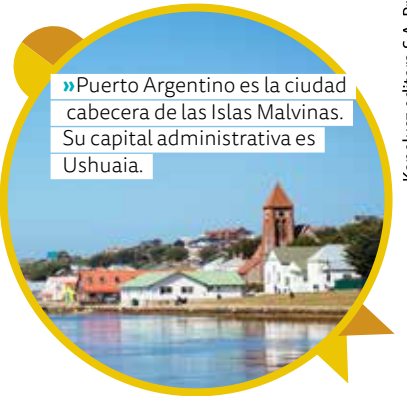 »Puerto Argentino es la ciudad
cabecera de las Islas Malvinas.
Su capital administrativa es
Ushuaia.